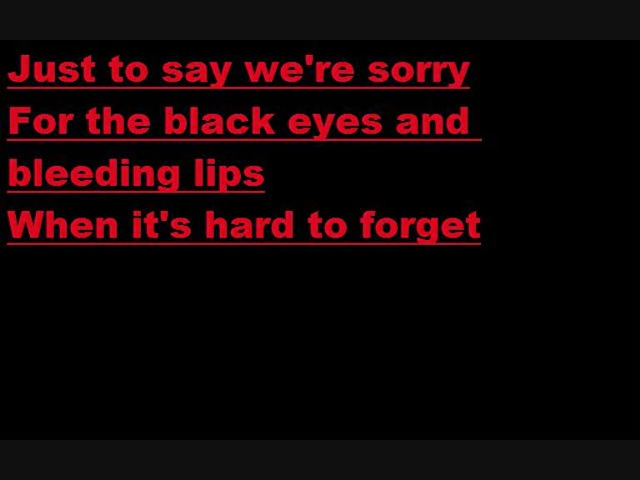 Just to say we're sorry
For the black eyes and
bleeding lips
When it's hard to forget